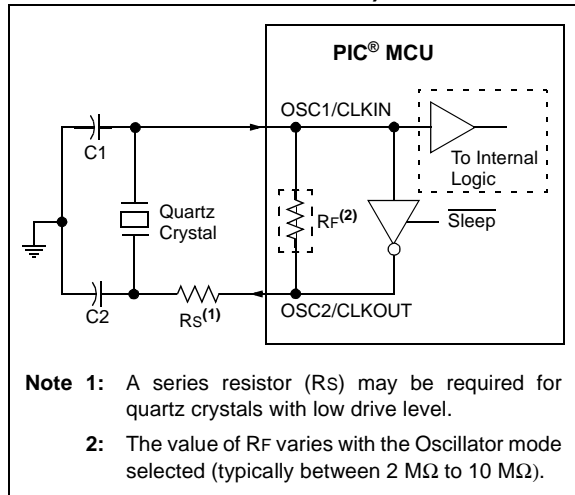 PIC® MCU
OSC1/CLKIN
C1
To Internal
Logic
Quartz
Crystal
RF(2)
Sleep
C2
RS(1)
OSC2/CLKOUT
Note 1: A series resistor (RS) may be required for
quartz crystals with low drive level.
2: The value of RF varies with the Oscillator mode
selected (typically between 2 MΩ to 10 MΩ).